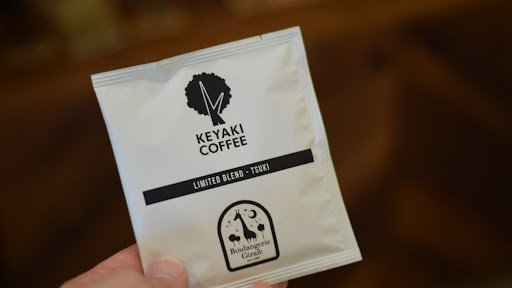 KEYAKI
COFFEE
LIMITED BLEND - TSUKI
Boulangerie
Girafe